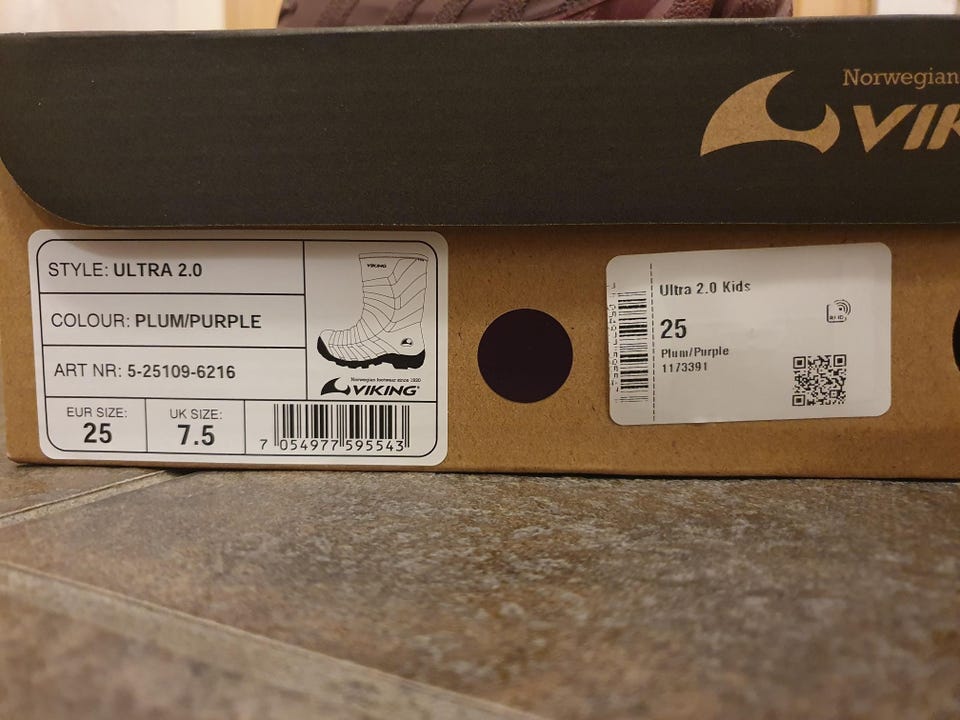 Norwegian
VIK
STYLE: ULTRA 2.0
COLOUR: PLUM/PURPLE
ART NR: 5-25109-6216
EUR SIZE:
25
UK SIZE:
7.5
VIKING
Norwegian footwear since 1920
VIKING
7 054977 595543
Ultra 2.0 Kids
25
Plum/Purple
1173391
RFID